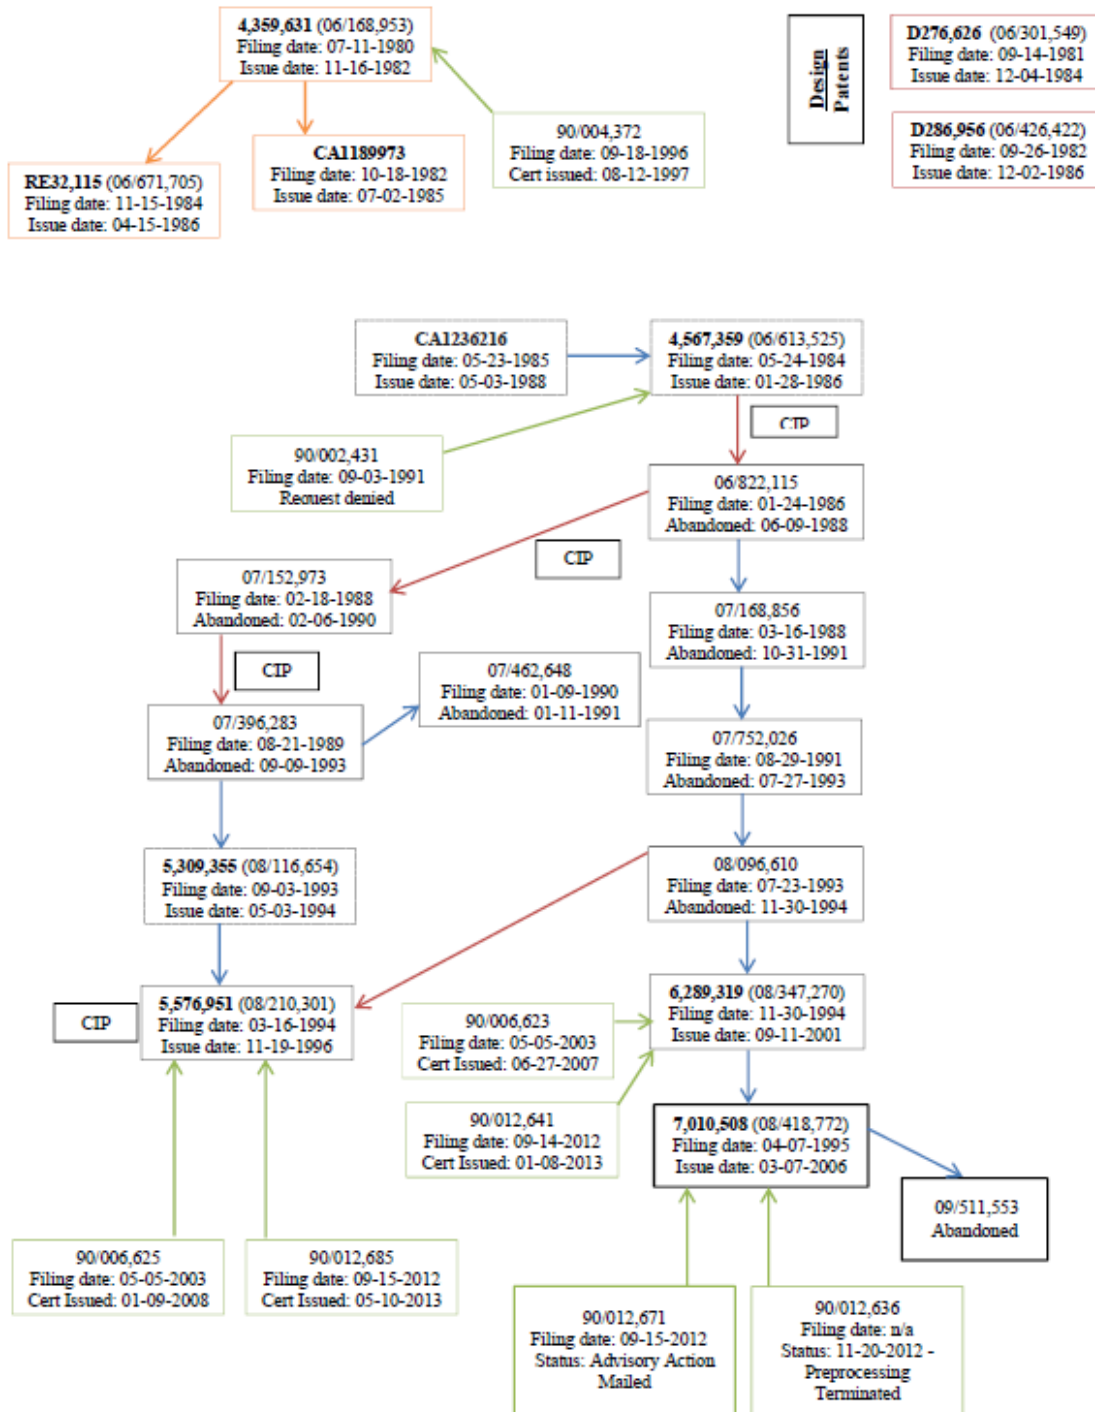 4,359,631 (06/168,953)
Filing date: 07-11-1980
Issue date: 11-16-1982
Design
Patents
D276,626 (06/301,549)
Filing date: 09-14-1981
Issue date: 12-04-1984
D286,956 (06/426,422)
Filing date: 09-26-1982
Issue date: 12-02-1986
90/004,372
Filing date: 09-18-1996
Cert issued: 08-12-1997
CA1189973
Filing date: 10-18-1982
Issue date: 07-02-1985
RE32,115 (06/671,705)
Filing date: 11-15-1984
Issue date: 04-15-1986
CA1236216
Filing date: 05-23-1985
Issue date: 05-03-1988
4,567,359 (06/613,525)
Filing date: 05-24-1984
Issue date: 01-28-1986
CIP
90/002,431
Filing date: 09-03-1991
Request denied
06/822,115
Filing date: 01-24-1986
Abandoned: 06-09-1988
CIP
07/152,973
Filing date: 02-18-1988
Abandoned: 02-06-1990
07/168,856
Filing date: 03-16-1988
Abandoned: 10-31-1991
CIP
07/462,648
Filing date: 01-09-1990
Abandoned: 01-11-1991
07/396,283
Filing date: 08-21-1989
Abandoned: 09-09-1993
07/752,026
Filing date: 08-29-1991
Abandoned: 07-27-1993
5,309,355 (08/116,654)
Filing date: 09-03-1993
Issue date: 05-03-1994
08/096,610
Filing date: 07-23-1993
Abandoned: 11-30-1994
CIP
5,576,951 (08/210,301)
Filing date: 03-16-1994
Issue date: 11-19-1996
90/006,623
Filing date: 05-05-2003
Cert Issued: 06-27-2007
6,289,319 (08/347,270)
Filing date: 11-30-1994
Issue date: 09-11-2001
90/012,641
Filing date: 09-14-2012
Cert Issued: 01-08-2013
7,010,508 (08/418,772)
Filing date: 04-07-1995
Issue date: 03-07-2006
09/511,553
Abandoned
90/006,625
Filing date: 05-05-2003
Cert Issued: 01-09-2008
90/012,685
Filing date: 09-15-2012
Cert Issued: 05-10-2013
90/012,671
Filing date: 09-15-2012
Status: Advisory Action
Mailed
90/012,636
Filing date: n/a
Status: 11-20-2012 -
Preprocessing
Terminated